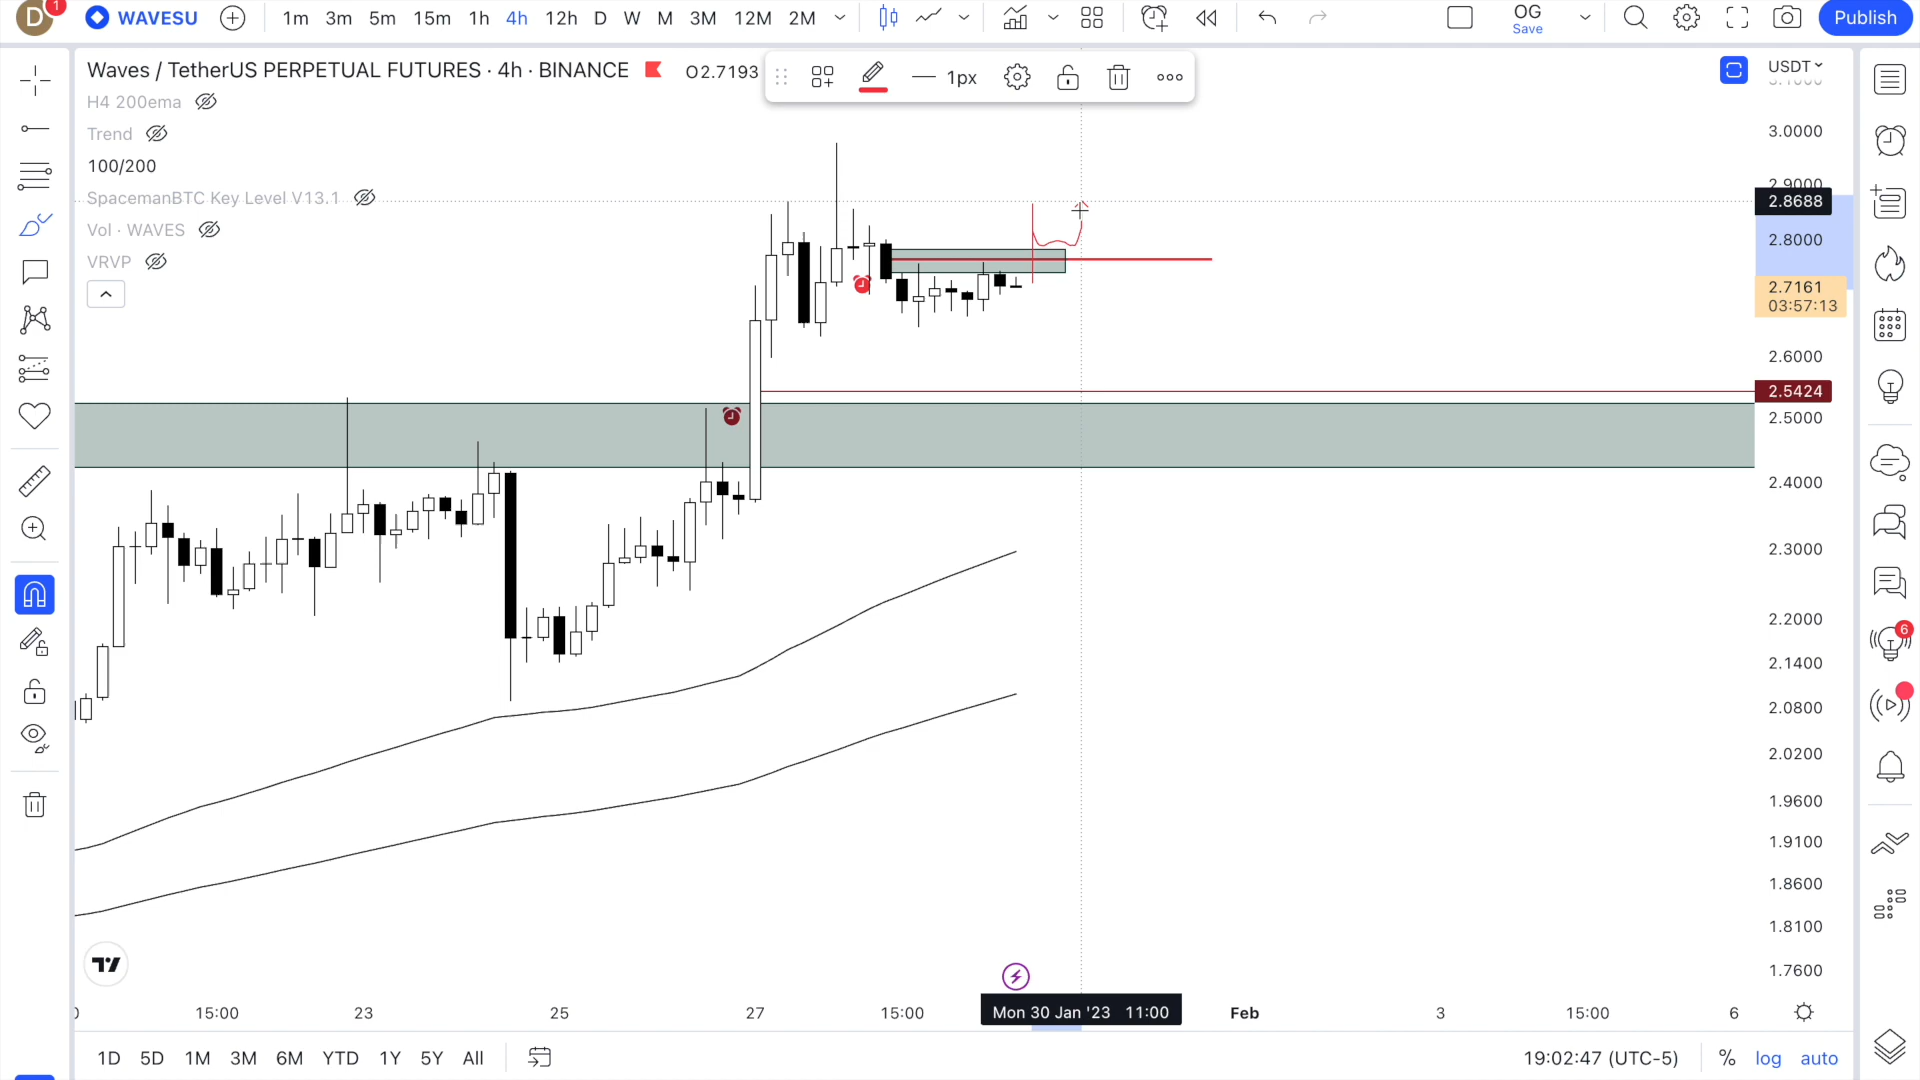 D 1 WAVESU 1m 3m 5m 15m 1h 4h 12h D W M 3M 12M 2M OG Save Publish
Waves / TetherUS PERPETUAL FUTURES · 4h · BINANCE O2.7193 1px USDT
H4 200ema
Trend
100/200
SpacemanBTC Key Level V13.1
Vol · WAVES
VRVP
3.1000
3.0000
2.9000
2.8688
2.8000
2.7161
03:57:13
2.6000
2.5424
2.5000
2.4000
2.3000
2.2000
6
2.1400
2.0800
2.0200
1.9600
1.9100
1.8600
1.8100
1.7600
15:00 23 25 27 15:00 Mon 30 Jan '23 11:00 Feb 3 15:00 6
1D 5D 1M 3M 6M YTD 1Y 5Y All 19:02:47 (UTC-5) % log auto